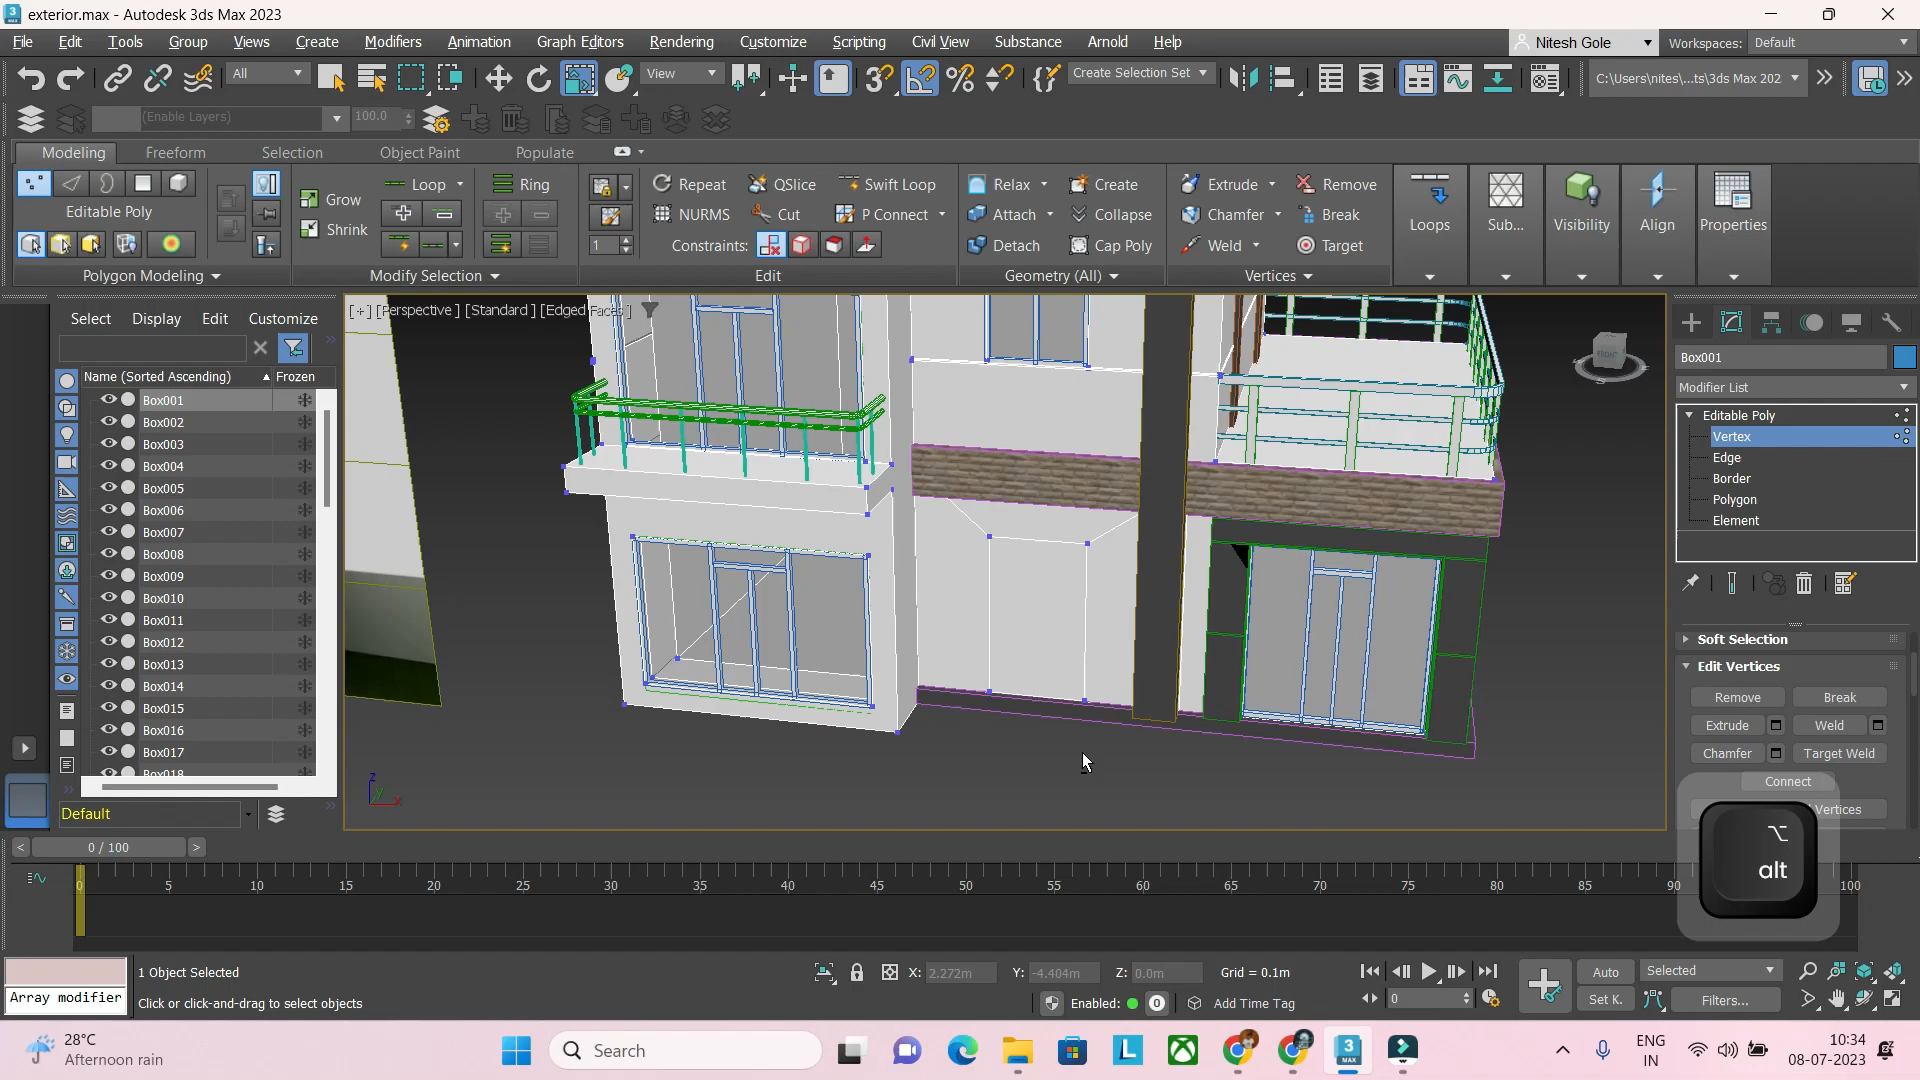 exterior.max - Autodesk 3ds Max 2023
File Edit Tools Group Views Create Modifiers Animation Graph Editors Rendering Customize Scripting Civil View Substance Arnold Help
Nitesh Gole Workspaces: Default
All View Create Selection Set C:\Users\nites\...ts\3ds Max 202
(Enable Layers) 100.0
Modeling Freeform Selection Object Paint Populate
Loop Ring Repeat QSlice Swift Loop Relax Create Extrude Remove
Grow
Editable Poly NURMS Cut P Connect Attach Collapse Chamfer Break
Shrink Loops Sub... Visibility Align Properties
1 Constraints: Detach Cap Poly Weld Target
Polygon Modeling Modify Selection Edit Geometry (All) Vertices
Select Display Edit Customize
[+] [Perspective ] [Standard ] [Edged Faces ]
FRONT
Name (Sorted Ascending) Frozen
Box001
Box002
Box003
Box004
Box005
Box006
Box007
Box008
Box009
Box010
Box011
Box012
Box013
Box014
Box015
Box016
Box017
Box018
Default
z
y
x
Box001
Modifier List
Editable Poly
Vertex
Edge
Border
Polygon
Element
Soft Selection
Edit Vertices
Remove Break
Extrude Weld
Chamfer Target Weld
Connect
Vertices
⌥
alt
< 0 / 100 >
0 5 10 15 20 25 30 35 40 45 50 55 60 65 70 75 80 85 90 100
Array modifier
1 Object Selected
Click or click-and-drag to select objects
X: 2.272m Y: -4.404m Z: 0.0m Grid = 0.1m
Enabled: 0 Add Time Tag
0
Auto Selected
Set K. Filters...
28°C
Afternoon rain
Search
L
3
MAX
ENG
IN
10:34
08-07-2023